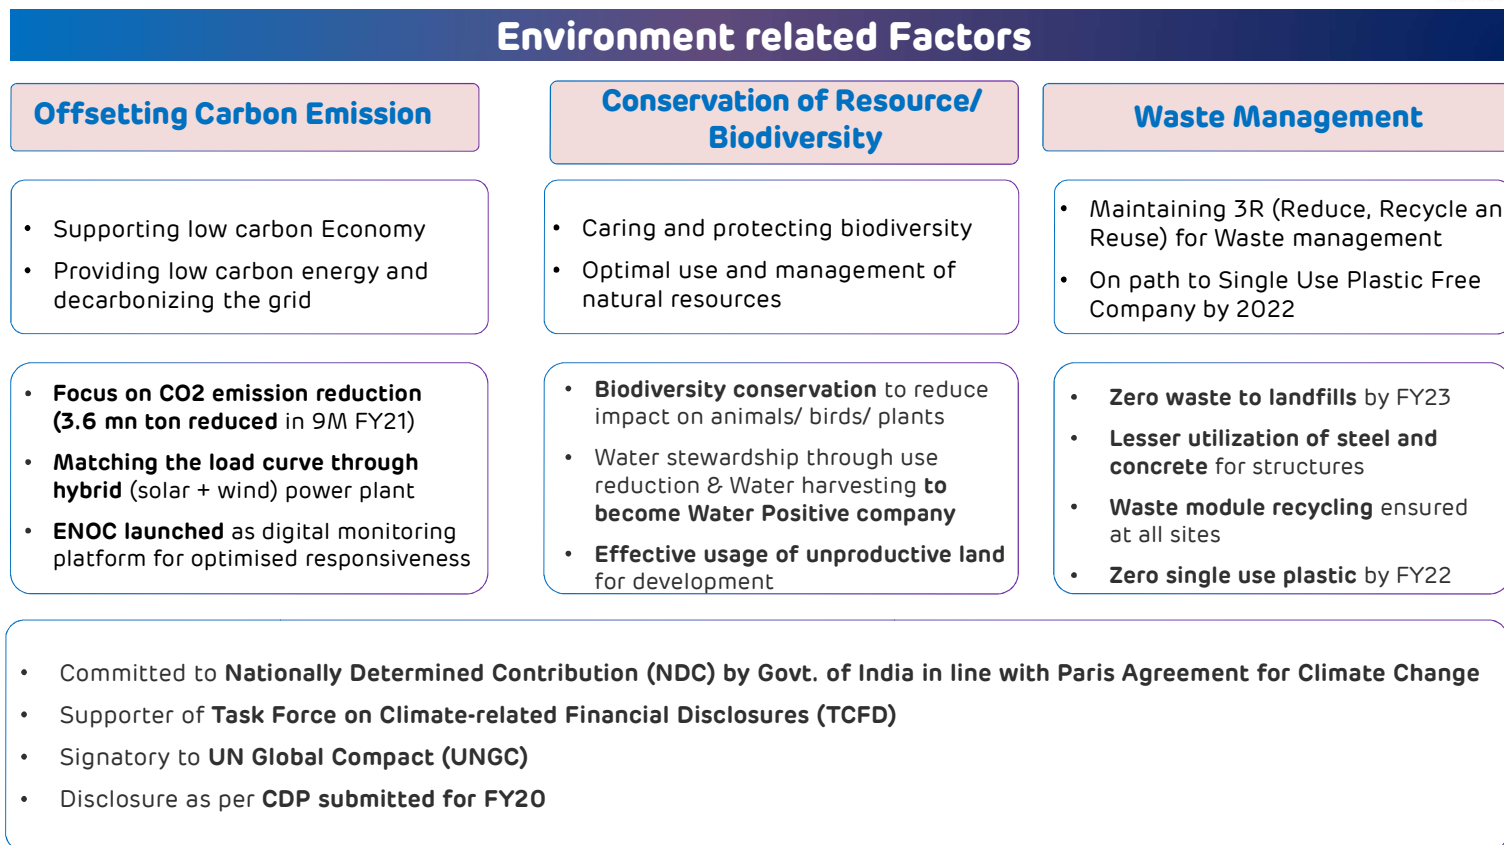 Environment related Factors
Offsetting Carbon Emission
• Supporting low carbon Economy
• Providing low carbon energy and
decarbonizing the grid
• Focus on CO2 emission reduction
(3.6 mn ton reduced in 9M FY21)
• Matching the load curve through
hybrid (solar + wind) power plant
• ENOC launched as digital monitoring
platform for optimised responsiveness
Conservation of Resource/
Biodiversity
• Caring and protecting biodiversity
• Optimal use and management of
natural resources
• Biodiversity conservation to reduce
impact on animals/ birds/ plants
• Water stewardship through use
reduction & Water harvesting to
become Water Positive company
• Effective usage of unproductive land
for development
Waste Management
• Maintaining 3R (Reduce, Recycle an
Reuse) for Waste management
• On path to Single Use Plastic Free
Company by 2022
• Zero waste to landfills by FY23
• Lesser utilization of steel and
concrete for structures
• Waste module recycling ensured
at all sites
• Zero single use plastic by FY22
• Committed to Nationally Determined Contribution (NDC) by Govt. of India in line with Paris Agreement for Climate Change
• Supporter of Task Force on Climate-related Financial Disclosures (TCFD)
• Signatory to UN Global Compact (UNGC)
• Disclosure as per CDP submitted for FY20